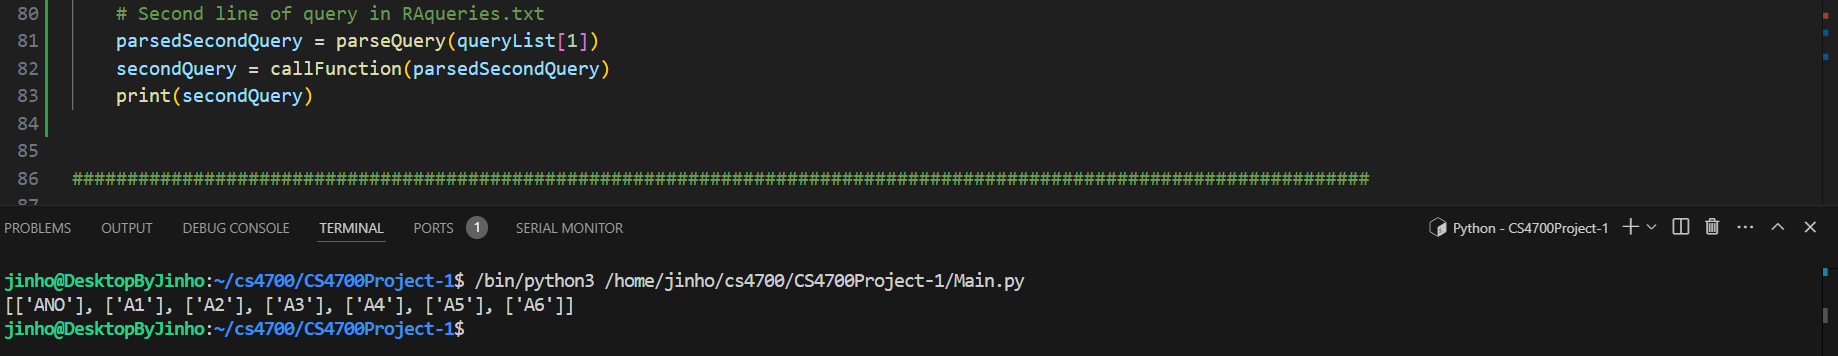 80 # Second line of query in RAqueries.txt
81 parsedSecondQuery = parseQuery(queryList[1])
82 secondQuery = callFunction(parsedSecondQuery)
83 print(secondQuery)
84
85
86 ######################################################################################################################
87
PROBLEMS OUTPUT DEBUG CONSOLE TERMINAL PORTS 1 SERIAL MONITOR Python - CS4700Project-1
jinho@DesktopByJinho:~/cs4700/CS4700Project-1$ /bin/python3 /home/jinho/cs4700/CS4700Project-1/Main.py
[['ANO'], ['A1'], ['A2'], ['A3'], ['A4'], ['A5'], ['A6']]
jinho@DesktopByJinho:~/cs4700/CS4700Project-1$